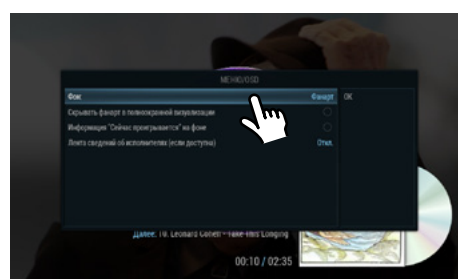 МЕНЮ/OSD
Фон:
Фанарт
OK
Скрывать фанарт в полноэкранной визуализации
Информация "Сейчас проигрывается" на фоне
Лента сведений об исполнителях (если доступна)
Откл.
Далее: 10. Leonard Cohen - Take This Longing
00:10 / 02:35